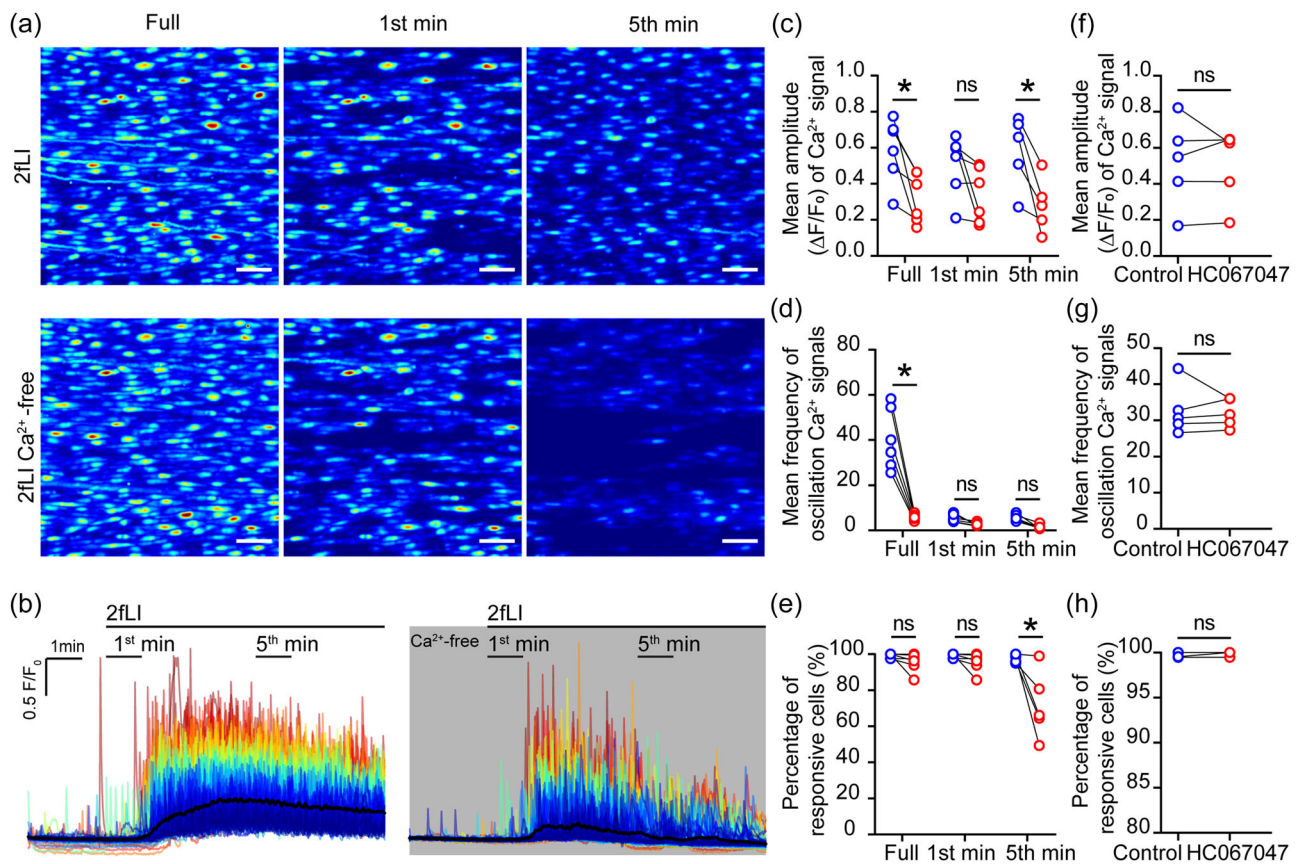 (a)
Full
1st min
5th min
2fLI
2fLI Ca²⁺-free
(b)
2fLI
1ˢᵗ min
5ᵗʰ min
1min
0.5 F/F₀
2fLI
Ca²⁺-free
1ˢᵗ min
5ᵗʰ min
(c)
Mean amplitude
(ΔF/F₀) of Ca²⁺ signal
1.0
0.8
0.6
0.4
0.2
0.0
*
ns
*
Full
1st min
5th min
(d)
Mean frequency of
oscillation Ca²⁺ signals
80
60
40
20
0
*
ns
ns
Full
1st min
5th min
(e)
Percentage of
responsive cells (%)
100
80
60
40
20
0
ns
ns
*
Full
1st min
5th min
(f)
Mean amplitude
(ΔF/F₀) of Ca²⁺ signal
1.0
0.8
0.6
0.4
0.2
0.0
ns
Control HC067047
(g)
Mean frequency of
oscillation Ca²⁺ signals
50
40
30
20
10
0
ns
Control HC067047
(h)
Percentage of
responsive cells (%)
100
95
90
85
80
ns
Control HC067047